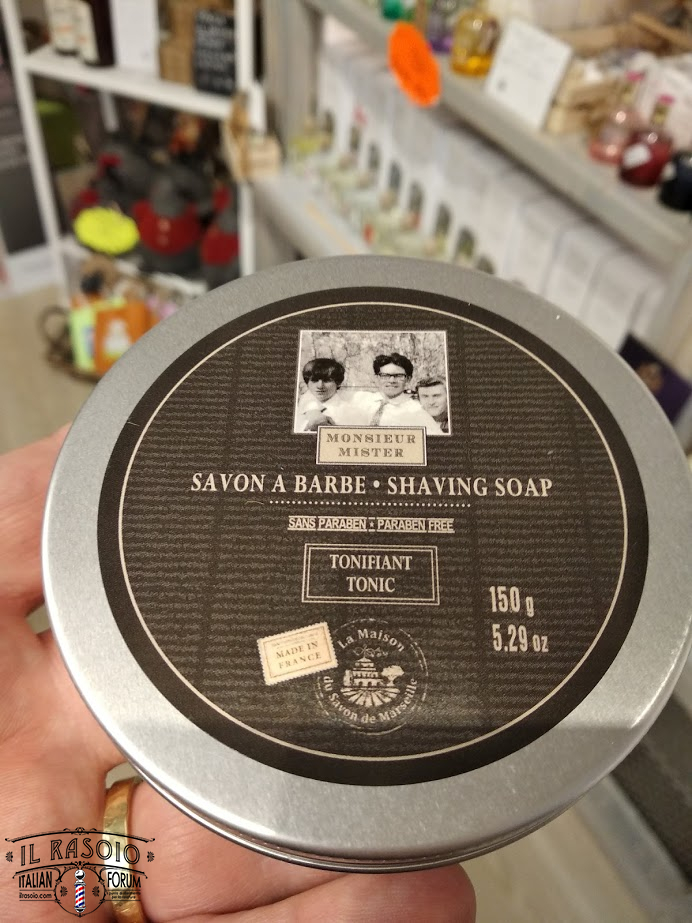 MONSIEUR
MISTER
SAVON A BARBE • SHAVING SOAP
SANS PARABEN • PARABEN FREE
TONIFIANT
TONIC
150 g
5.29 oz
MADE IN
FRANCE
La Maison
du Savon de Marseille
IL RASOIO
ITALIAN FORUM
ilrasoio.com